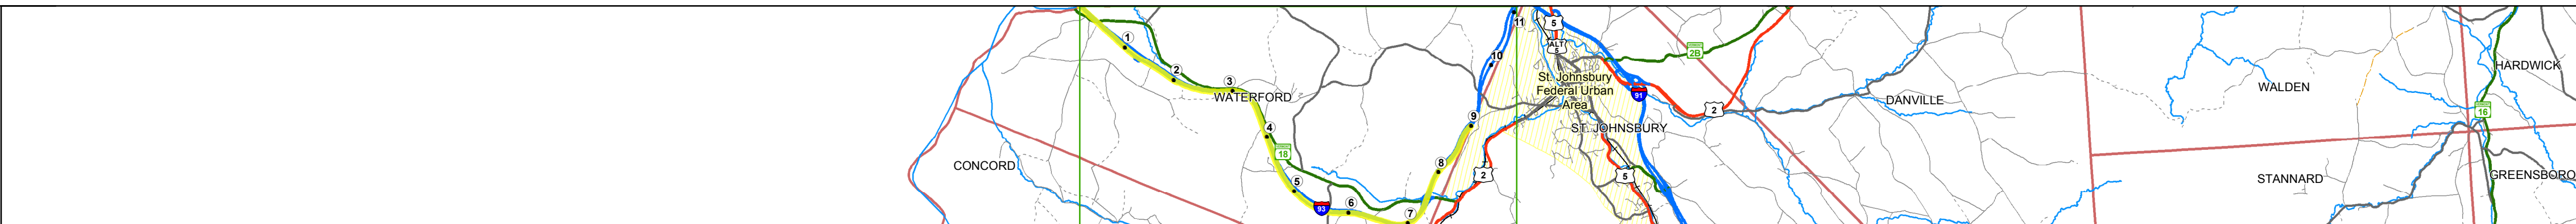 11
5
1
ALT
5
2B
10
HARDWICK
2
3
St. Johnsbury
Federal Urban
Area
WALDEN
WATERFORD
91
DANVILLE
2
16
9
4
ST. JOHNSBURY
18
CONCORD
8
2
5
GREENSBORO
STANNARD
5
6
93
7